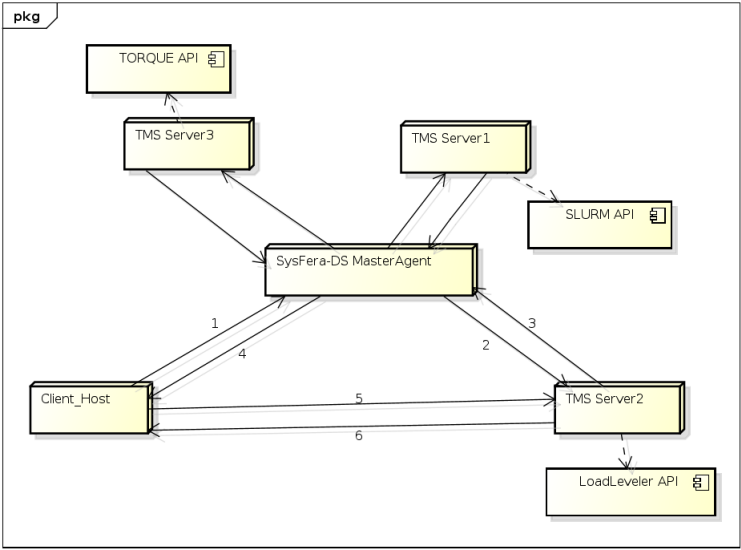 pkg
TORQUE API
TMS Server3
TMS Server1
SLURM API
SysFera-DS MasterAgent
1
3
2
4
Client_Host
5
TMS Server2
6
LoadLeveler API